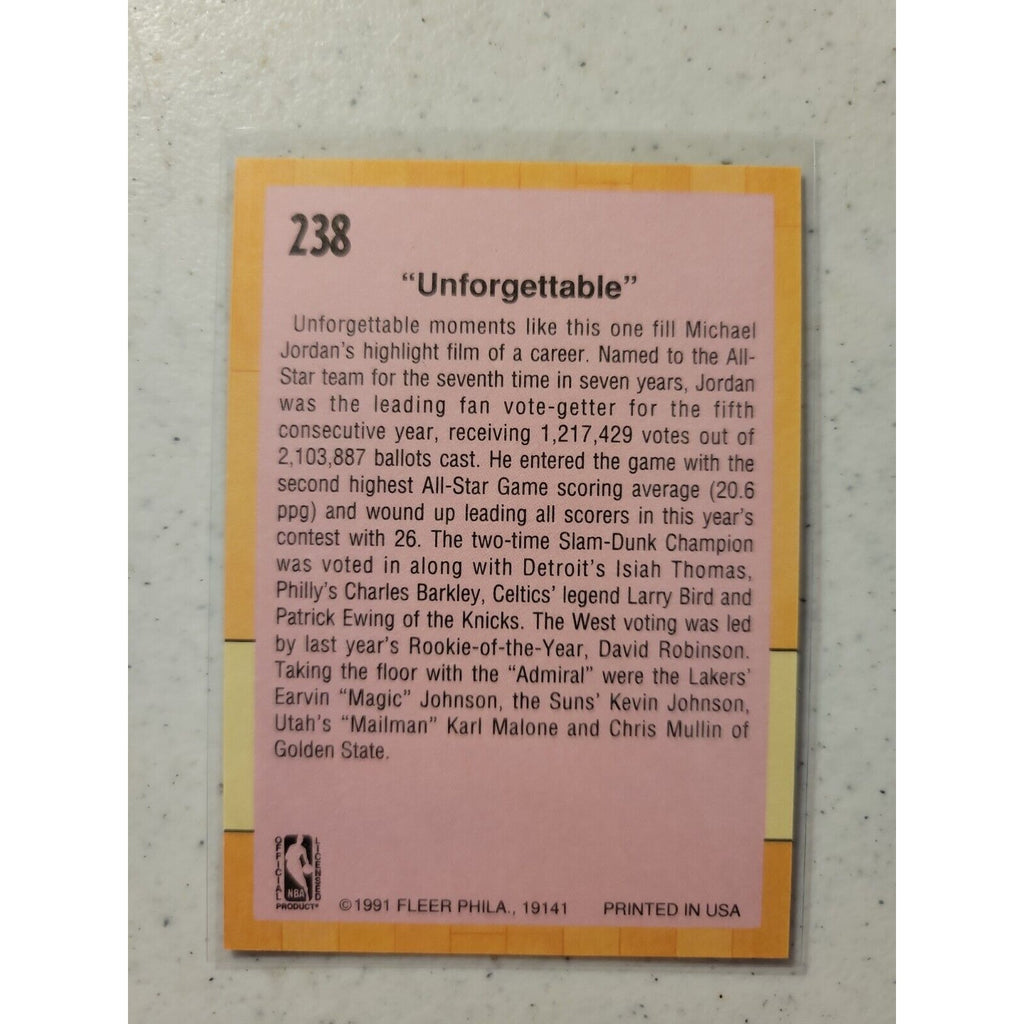 238
“Unforgettable”
Unforgettable moments like this one fill Michael
Jordan's highlight film of a career. Named to the All-
Star team for the seventh time in seven years, Jordan
was the leading fan vote-getter for the fifth
consecutive year, receiving 1,217,429 votes out of
2,103,887 ballots cast. He entered the game with the
second highest All-Star Game scoring average (20.6
ppg) and wound up leading all scorers in this year's
contest with 26. The two-time Slam-Dunk Champion
was voted in along with Detroit's Isiah Thomas,
Philly's Charles Barkley, Celtics' legend Larry Bird and
Patrick Ewing of the Knicks. The West voting was led
by last year's Rookie-of-the-Year, David Robinson.
Taking the floor with the “Admiral” were the Lakers'
Earvin “Magic” Johnson, the Suns' Kevin Johnson,
Utah's “Mailman” Karl Malone and Chris Mullin of
Golden State.
OFFICIAL
LICENSED
NBA
PRODUCT®
©1991 FLEER PHILA., 19141 PRINTED IN USA